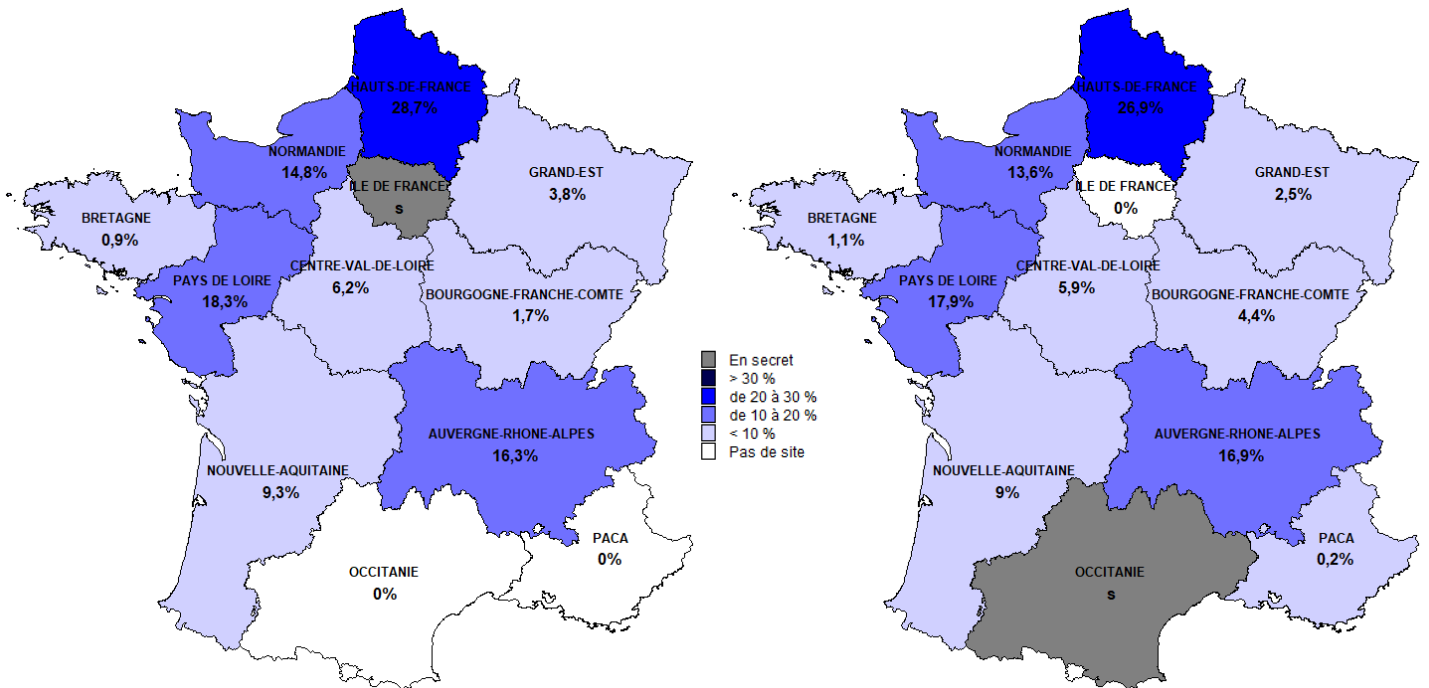 HAUTS-DE-FRANCE
28,7%
NORMANDIE
14,8%
ILE DE FRANCE
s
GRAND-EST
3,8%
BRETAGNE
0,9%
PAYS DE LOIRE
18,3%
CENTRE-VAL-DE-LOIRE
6,2%
BOURGOGNE-FRANCHE-COMTE
1,7%
AUVERGNE-RHONE-ALPES
16,3%
NOUVELLE-AQUITAINE
9,3%
PACA
0%
OCCITANIE
0%
En secret
> 30 %
de 20 à 30 %
de 10 à 20 %
< 10 %
Pas de site
HAUTS-DE-FRANCE
26,9%
NORMANDIE
13,6%
ILE DE FRANCE
0%
GRAND-EST
2,5%
BRETAGNE
1,1%
PAYS DE LOIRE
17,9%
CENTRE-VAL-DE-LOIRE
5,9%
BOURGOGNE-FRANCHE-COMTE
4,4%
AUVERGNE-RHONE-ALPES
16,9%
NOUVELLE-AQUITAINE
9%
PACA
0,2%
OCCITANIE
s